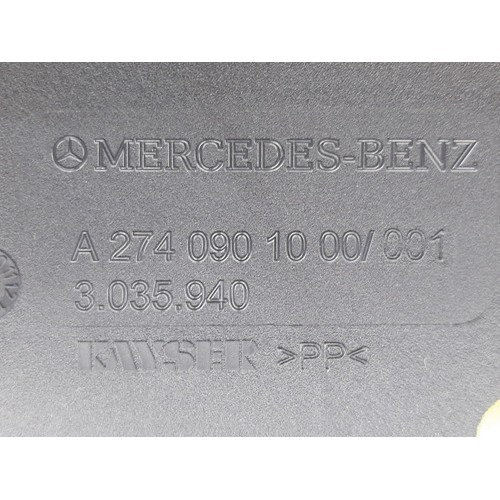 MERCEDES-BENZ
A 274 090 10 00/ 001
3.035.940
KAYSER >PP<